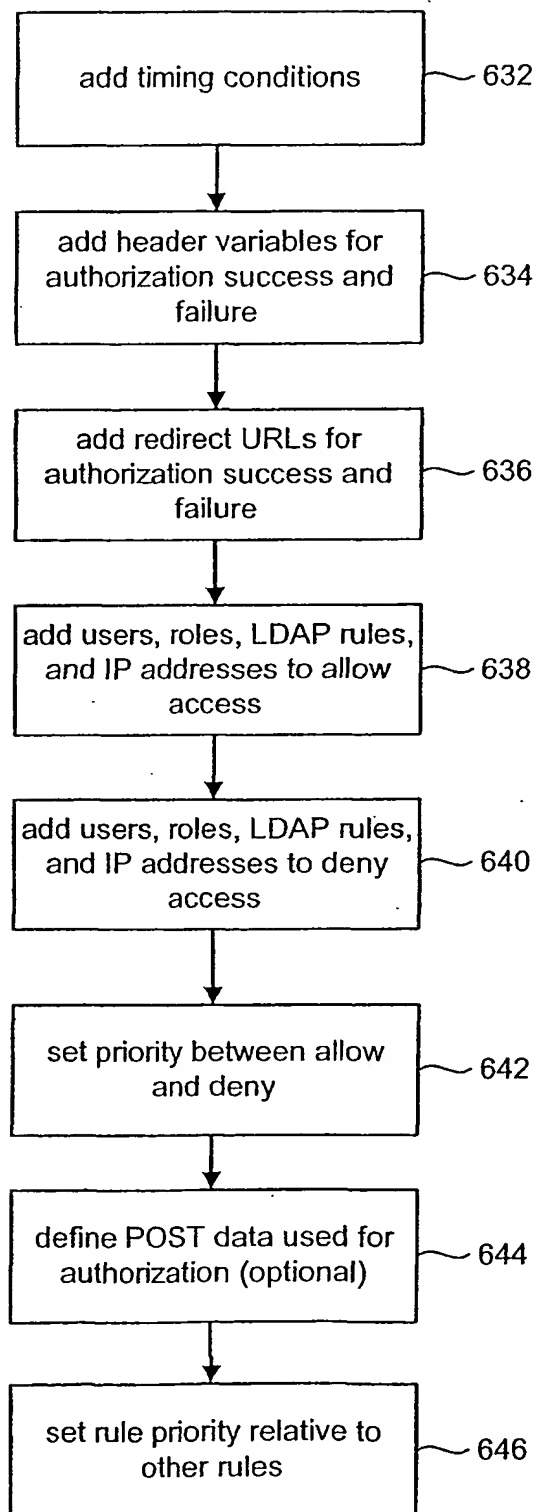 add timing conditions
632
add header variables for
authorization success and
failure
634
add redirect URLs for
authorization success and
failure
636
add users, roles, LDAP rules,
and IP addresses to allow
access
638
add users, roles, LDAP rules,
and IP addresses to deny
access
640
set priority between allow
and deny
642
define POST data used for
authorization (optional)
644
set rule priority relative to
other rules
646